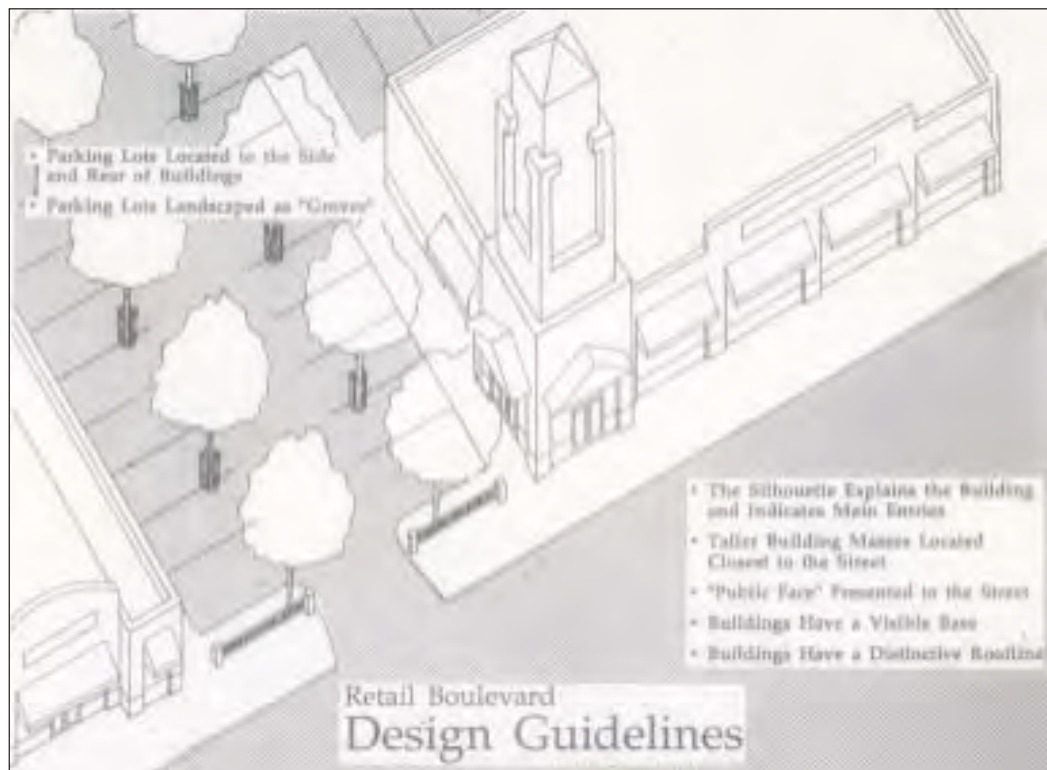 • Parking Lots Located to the Side
and Rear of Buildings
• Parking Lots Landscaped as "Groves"
• The Silhouette Explains the Building
and Indicates Main Entries
• Taller Building Masses Located
Closest to the Street
• "Public Face" Presented to the Street
• Buildings Have a Visible Base
• Buildings Have a Distinctive Roofline
Retail Boulevard
Design Guidelines